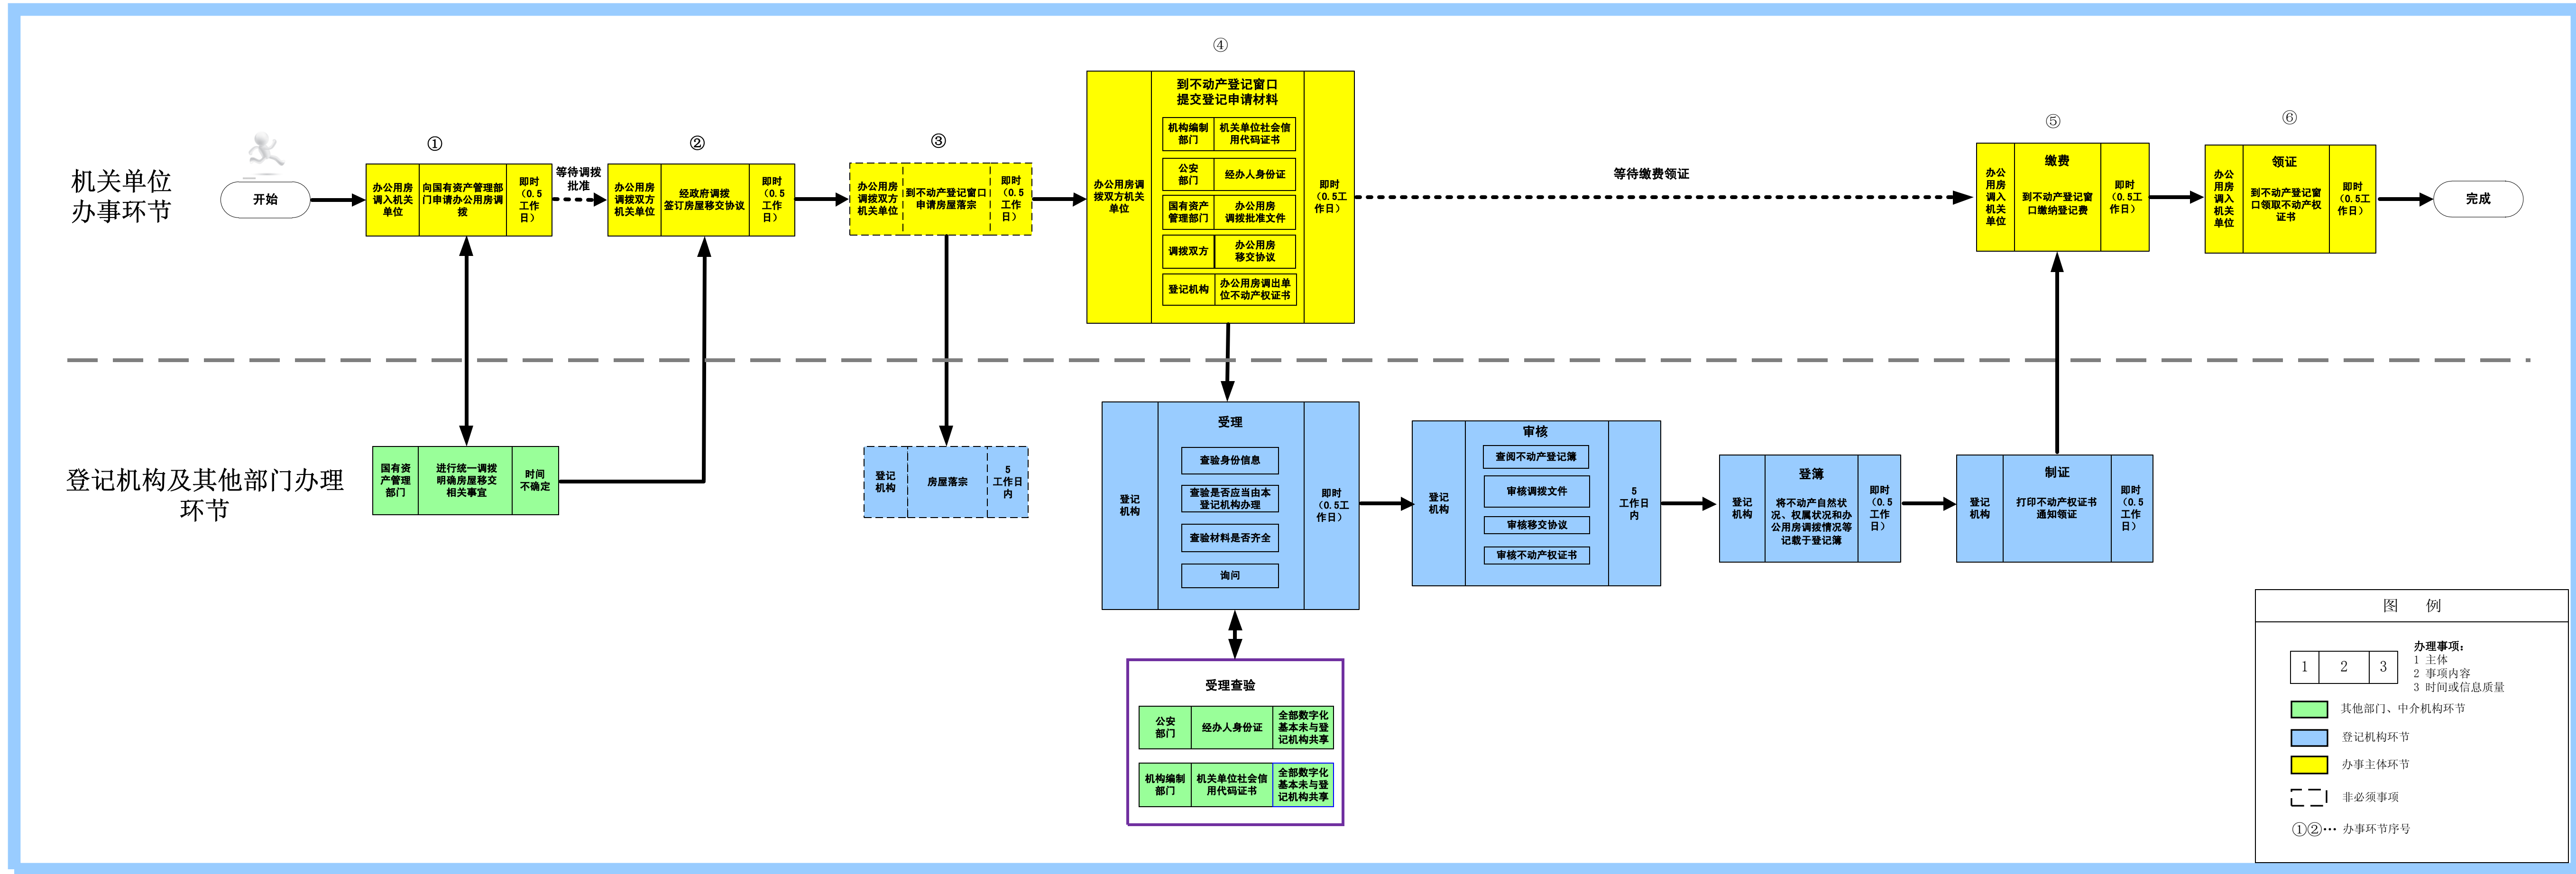 机关单位
办事环节
开始
①
办公用房
调入机关
单位
向国有资产管理部
门申请办公用房调
拨
即时
（0.5
工作
日）
等待调拨
批准
②
办公用房
调拨双方
机关单位
经政府调拨
签订房屋移交协议
即时
（0.5
工作
日）
③
办公用房
调拨双方
机关单位
到不动产登记窗口
申请房屋落宗
即时
（0.5
工作
日）
④
办公用房调
拨双方机关
单位
到不动产登记窗口
提交登记申请材料
机构编制
部门
机关单位社会信
用代码证书
公安
部门
经办人身份证
国有资产
管理部门
办公用房
调拨批准文件
调拨双方
办公用房
移交协议
登记机构
办公用房调出单
位不动产权证书
即时
（0.5工
作日）
等待缴费领证
⑤
办公
用房
调入
机关
单位
缴费
到不动产登记窗
口缴纳登记费
即时
（0.5工
作日）
⑥
办公
用房
调入
机关
单位
领证
到不动产登记窗
口领取不动产权
证书
即时
（0.5工
作日）
完成
登记机构及其他部门办理
环节
国有资
产管理
部门
进行统一调拨
明确房屋移交
相关事宜
时间
不确定
登记
机构
房屋落宗
5
工作日
内
登记
机构
受理
查验身份信息
查验是否应当由本
登记机构办理
查验材料是否齐全
询问
即时
（0.5工
作日）
登记
机构
审核
查阅不动产登记簿
审核调拨文件
审核移交协议
审核不动产权证书
5
工作日
内
登记
机构
登簿
将不动产自然状
况、权属状况和办
公用房调拨情况等
记载于登记簿
即时
（0.5
工作
日）
登记
机构
制证
打印不动产权证书
通知领证
即时
（0.5
工作
日）
受理查验
公安
部门
经办人身份证
全部数字化
基本未与登
记机构共享
机构编制
部门
机关单位社会信
用代码证书
全部数字化
基本未与登
记机构共享
图 例
1 2 3
办理事项：
1 主体
2 事项内容
3 时间或信息质量
其他部门、中介机构环节
登记机构环节
办事主体环节
非必须事项
①②… 办事环节序号